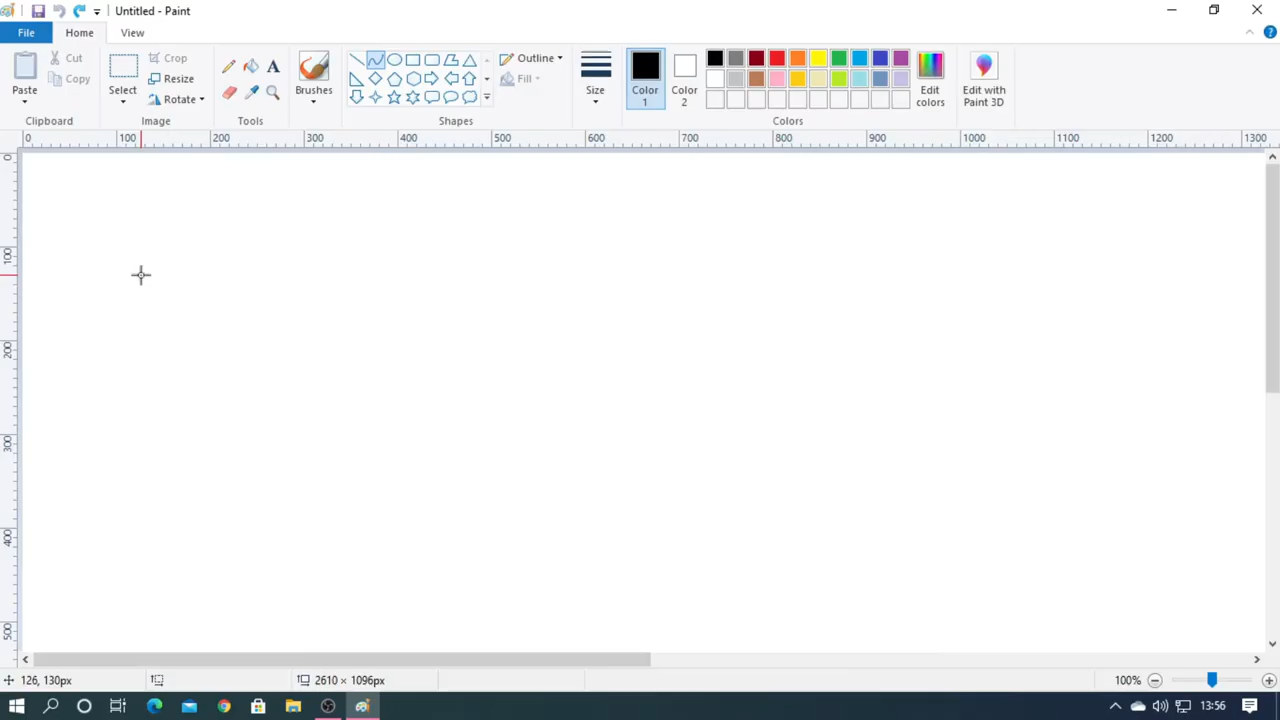 Untitled - Paint
File Home View
Paste
Cut
Copy
Clipboard
Select
Crop
Resize
Rotate
Image
Tools
Brushes
Shapes
Outline
Fill
Size
Color 1
Color 2
Edit colors
Colors
Edit with Paint 3D
0 100 200 300 400 500 600 700 800 900 1000 1100 1200 1300
0
100
200
300
400
500
126, 130px
2610 × 1096px
100%
13:56